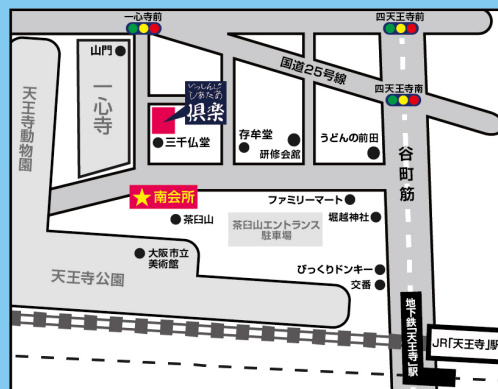 一心寺前
四天王寺前
山門
国道25号線
天王寺動物園
一心寺
いっしんじ
しあたあ
倶楽
四天王寺南
三千仏堂
存牟堂
研修会館
うどんの前田
谷町筋
★南会所
ファミリーマート
茶臼山
茶臼山エントランス
駐車場
堀越神社
大阪市立
美術館
天王寺公園
びっくりドンキー
交番
地下鉄「天王寺」駅
JR「天王寺」駅